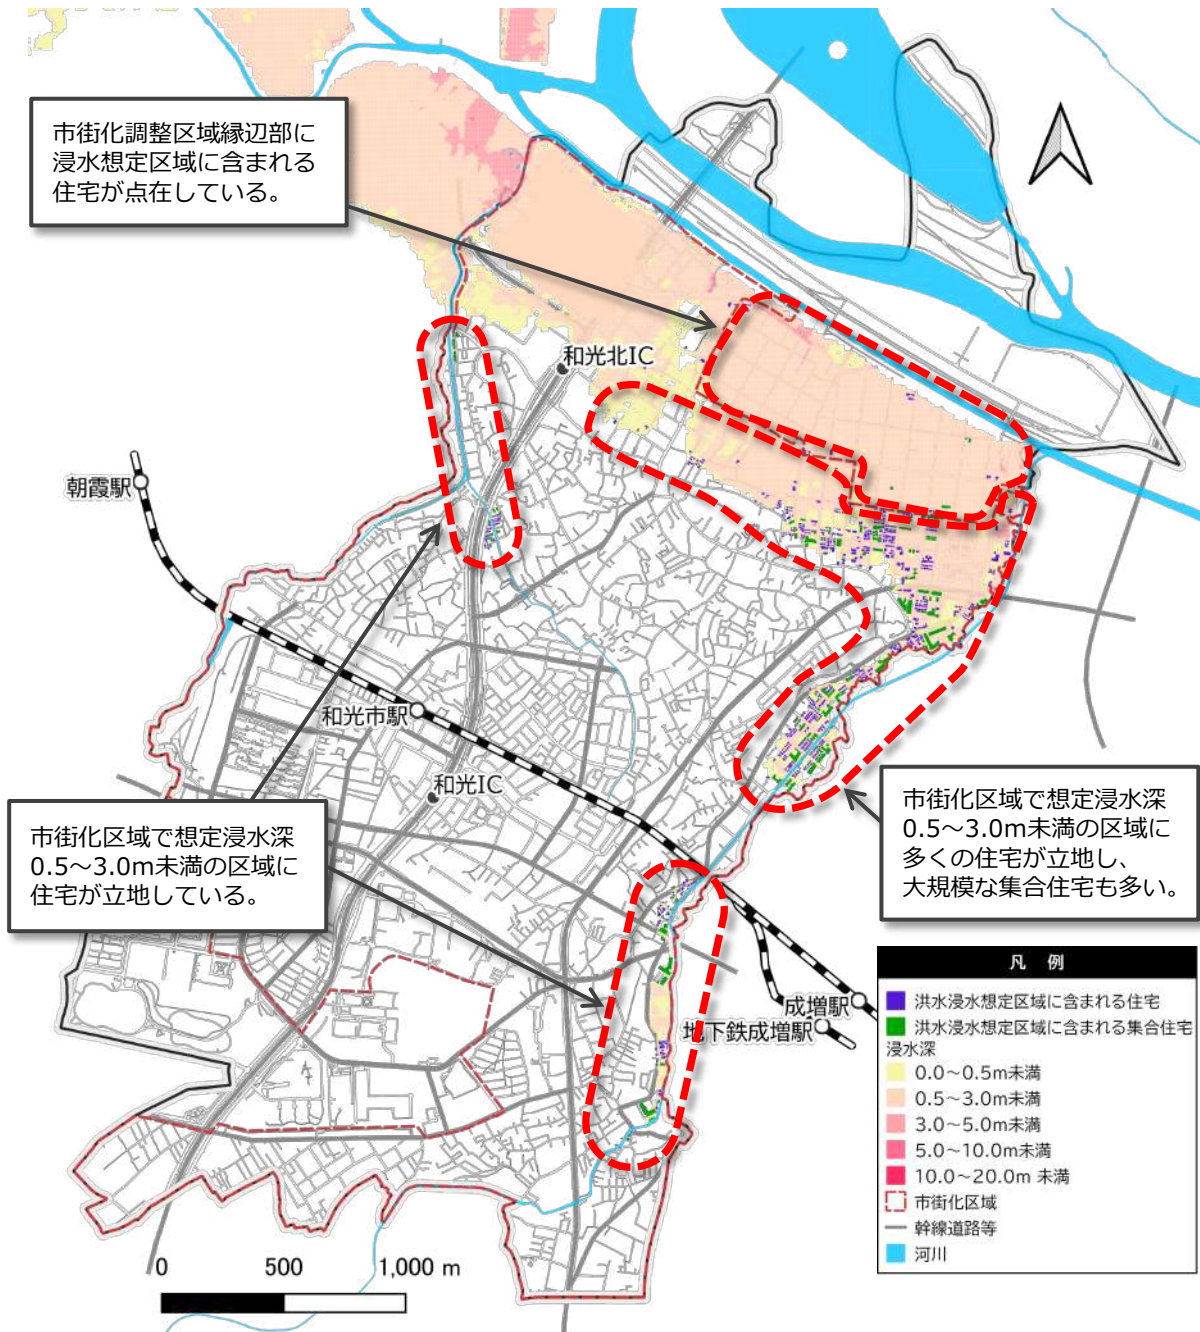 市街化調整区域縁辺部に
浸水想定区域に含まれる
住宅が点在している。
和光北IC
朝霞駅
和光市駅
和光IC
市街化区域で想定浸水深
0.5～3.0m未満の区域に
住宅が立地している。
市街化区域で想定浸水深
0.5～3.0m未満の区域に
多くの住宅が立地し、
大規模な集合住宅も多い。
成増駅
地下鉄成増駅
凡 例
洪水浸水想定区域に含まれる住宅
洪水浸水想定区域に含まれる集合住宅
浸水深
0.0～0.5m未満
0.5～3.0m未満
3.0～5.0m未満
5.0～10.0m未満
10.0～20.0m 未満
市街化区域
幹線道路等
河川
0 500 1,000 m